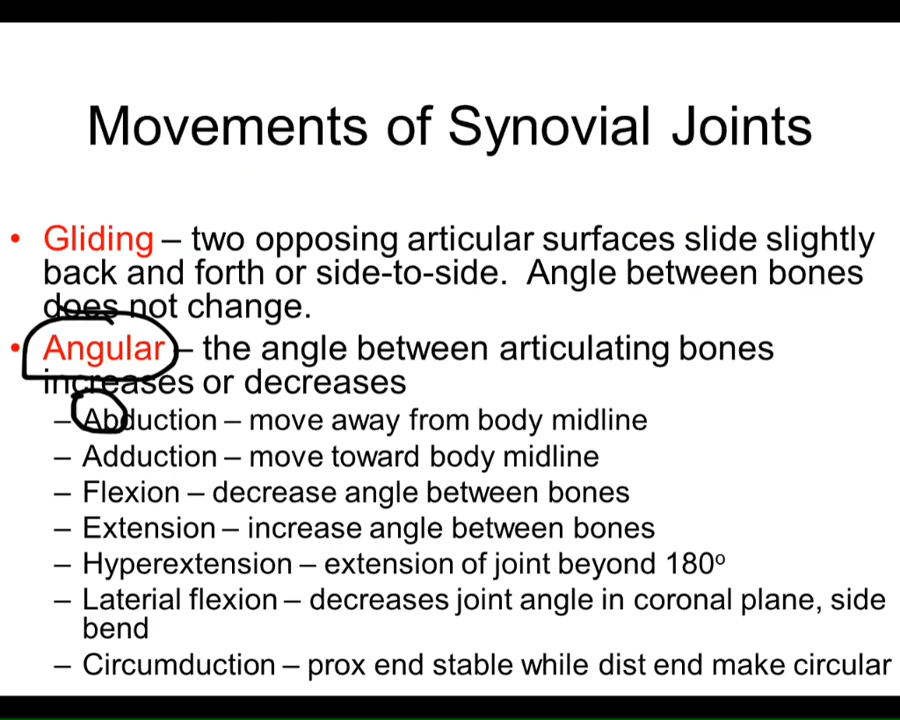 Movements of Synovial Joints
• Gliding – two opposing articular surfaces slide slightly
back and forth or side-to-side. Angle between bones
does not change.
• Angular – the angle between articulating bones
increases or decreases
– Abduction – move away from body midline
– Adduction – move toward body midline
– Flexion – decrease angle between bones
– Extension – increase angle between bones
– Hyperextension – extension of joint beyond 180º
– Laterial flexion – decreases joint angle in coronal plane, side
bend
– Circumduction – prox end stable while dist end make circular